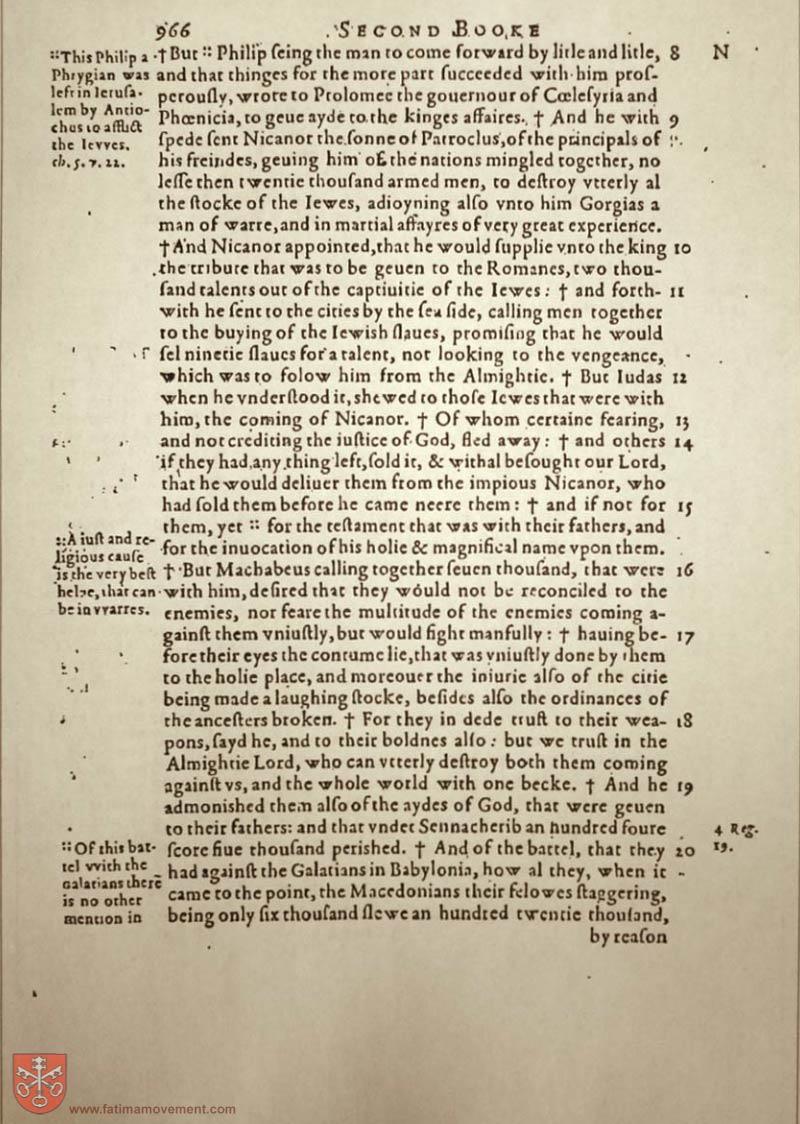 966 SECOND BOOKE
†But :: Philip ſeing the man to come forward by litle and litle, 8 N
and that thinges for the more part ſucceeded with him proſ-
perouſly, wrote to Ptolomee the gouernour of Cœleſyria and
Phœnicia, to geue ayde to the kinges affaires. † And he with 9
ſpede ſent Nicanor the ſonne of Patroclus, of the principals of
his freindes, geuing him of the nations mingled together, no
leſſe then twentie thouſand armed men, to deſtroy vtterly al
the ſtocke of the Iewes, adioyning alſo vnto him Gorgias a
man of warre, and in martial affayres of very great experience.
†And Nicanor appointed, that he would ſupplie vnto the king 10
the tribute that was to be geuen to the Romanes, two thou-
ſand talents out of the captiuitie of the Iewes: † and forth- 11
with he ſent to the cities by the ſea ſide, calling men together
to the buying of the Iewiſh ſlaues, promiſing that he would
ſel ninetie ſlaues for a talent, not looking to the vengeance,
which was to folow him from the Almightie. † But Iudas 12
when he vnderſtood it, shewed to thoſe Iewes that were with
him, the coming of Nicanor. † Of whom certaine fearing, 13
and not crediting the iuſtice of God, fled away: † and others 14
if they had any thing left, ſold it, & withal beſought our Lord,
that he would deliuer them from the impious Nicanor, who
had ſold them before he came neere them: † and if not for 15
them, yet :: for the teſtament that was with their fathers, and
for the inuocation of his holie & magnifical name vpon them.
† But Machabeus calling together ſeuen thouſand, that were 16
with him, deſired that they would not be reconciled to the
enemies, nor feare the multitude of the enemies coming a-
gainſt them vniuſtly, but would fight manfully: † hauing be- 17
fore their eyes the contumelie, that was vniuſtly done by them
to the holie place, and moreouer the iniurie alſo of the citie
being made a laughing ſtocke, beſides alſo the ordinances of
the anceſters broken. † For they in dede truſt to their wea- 18
pons, ſayd he, and to their boldnes alſo: but we truſt in the
Almightie Lord, who can vtterly deſtroy both them coming
againſt vs, and the whole world with one becke. † And he 19
admonished them alſo of the aydes of God, that were geuen
to their fathers: and that vnder Sennacherib an hundred foure 4 Reg.
ſcore fiue thouſand perished. † And of the battel, that they 20 19.
had againſt the Galatians in Babylonia, how al they, when it
came to the point, the Macedonians their felowes ſtaggering,
being only ſix thouſand ſlewe an hundred twentie thouſand,
by reaſon
::This Philip a
Phrygian was
left in Ieruſa-
lem by Antio-
chus to afflict
the Ievves.
ch. 5. v. 22.
::A iuſt and re-
ligious cauſe
is the very beſt
helpe, that can
be in vvarres.
::Of this bat-
tel vvith the
Galatians there
is no other
mention in
www.fatimamovement.com